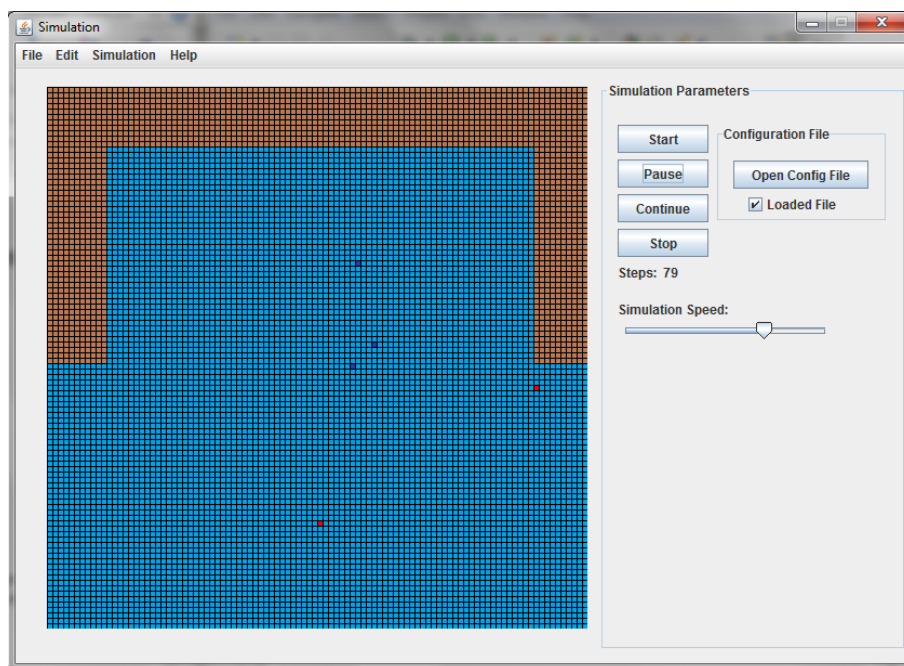 Simulation
File Edit Simulation Help
Simulation Parameters
Start
Configuration File
Pause
Open Config File
Continue
Loaded File
Stop
Steps: 79
Simulation Speed: